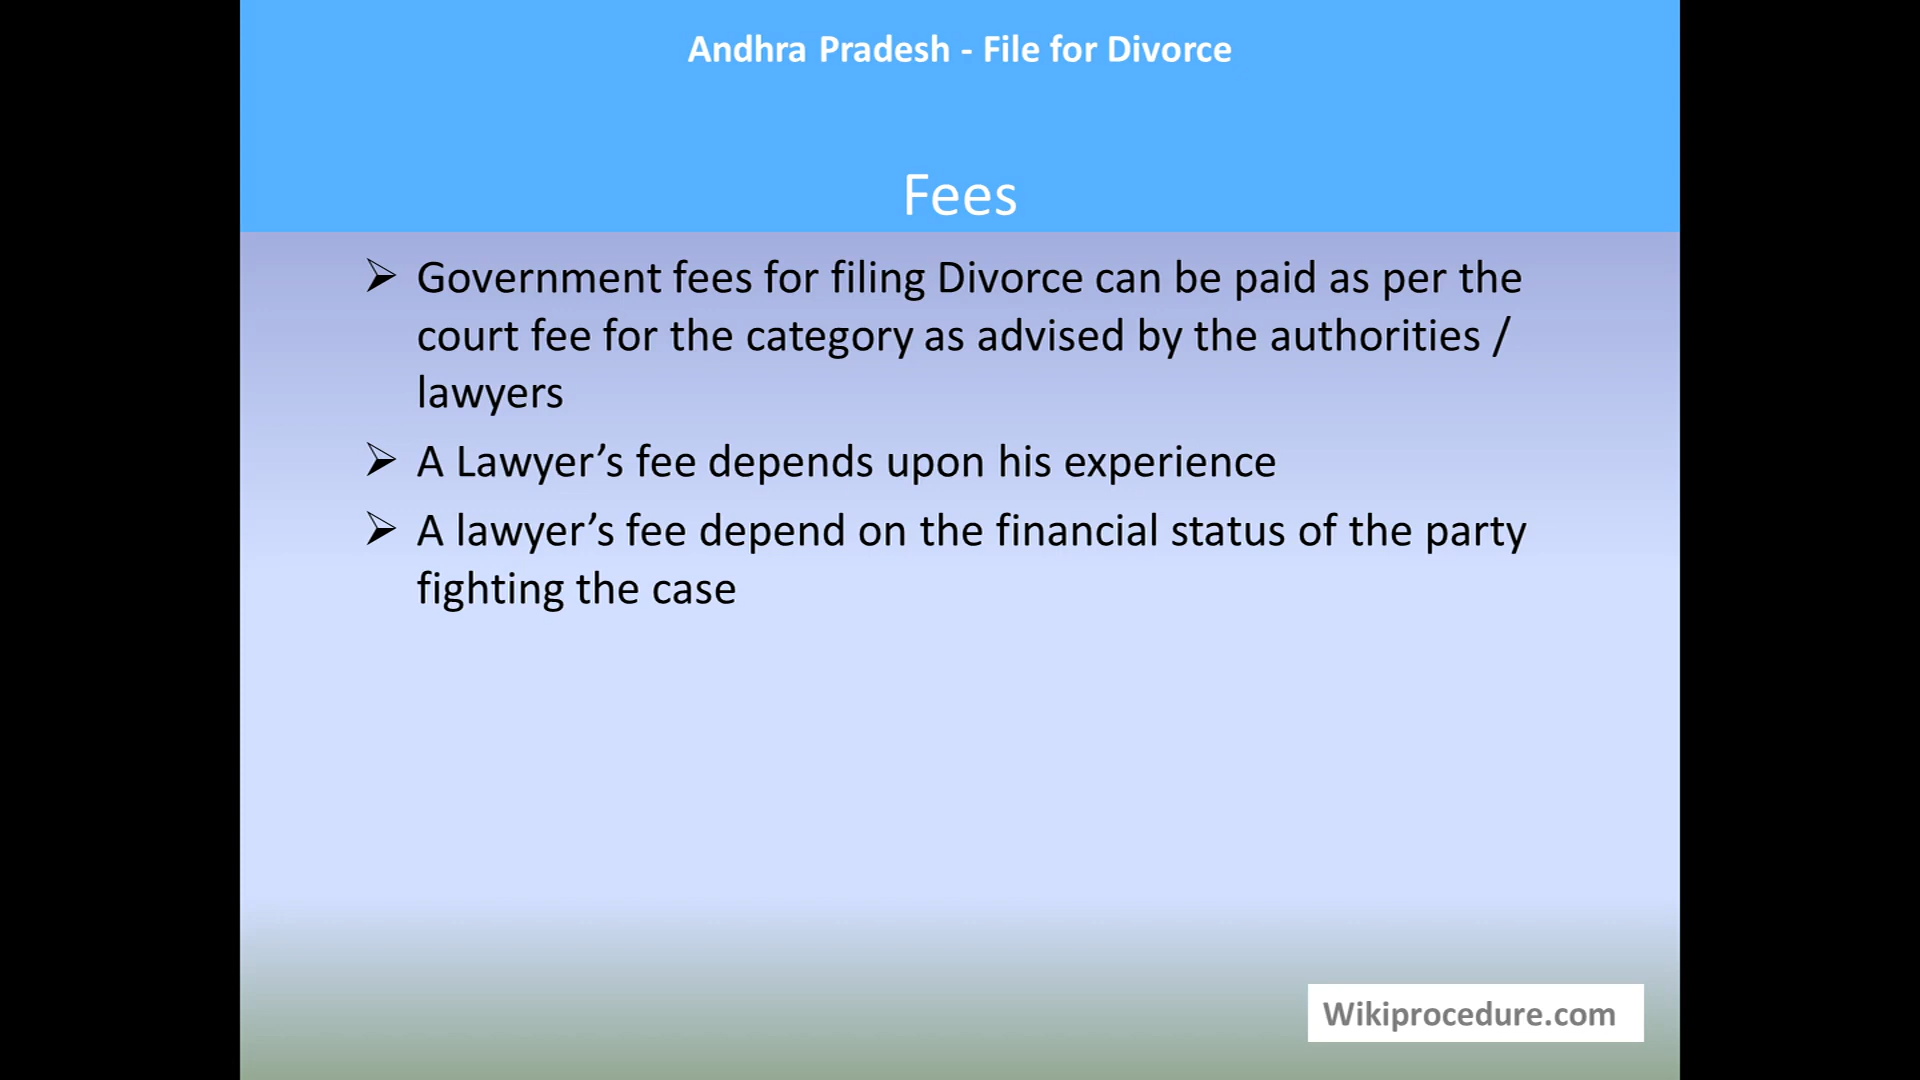 Andhra Pradesh - File for Divorce
Fees
➢ Government fees for filing Divorce can be paid as per the
court fee for the category as advised by the authorities /
lawyers
➢ A Lawyer’s fee depends upon his experience
➢ A lawyer’s fee depend on the financial status of the party
fighting the case
Wikiprocedure.com